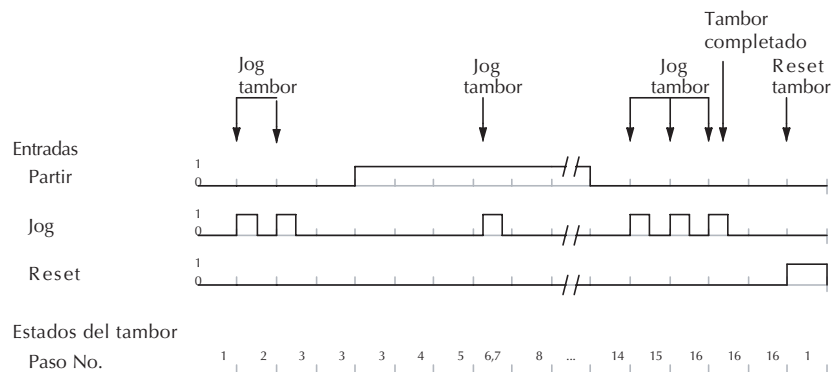 Tambor
completado
Jog
tambor
Jog
tambor
Jog
tambor
Reset
tambor
Entradas
Partir
1
0
Jog
1
0
Reset
1
0
Estados del tambor
Paso No.
1 2 3 3 3 4 5 6,7 8 ... 14 15 16 16 16 1